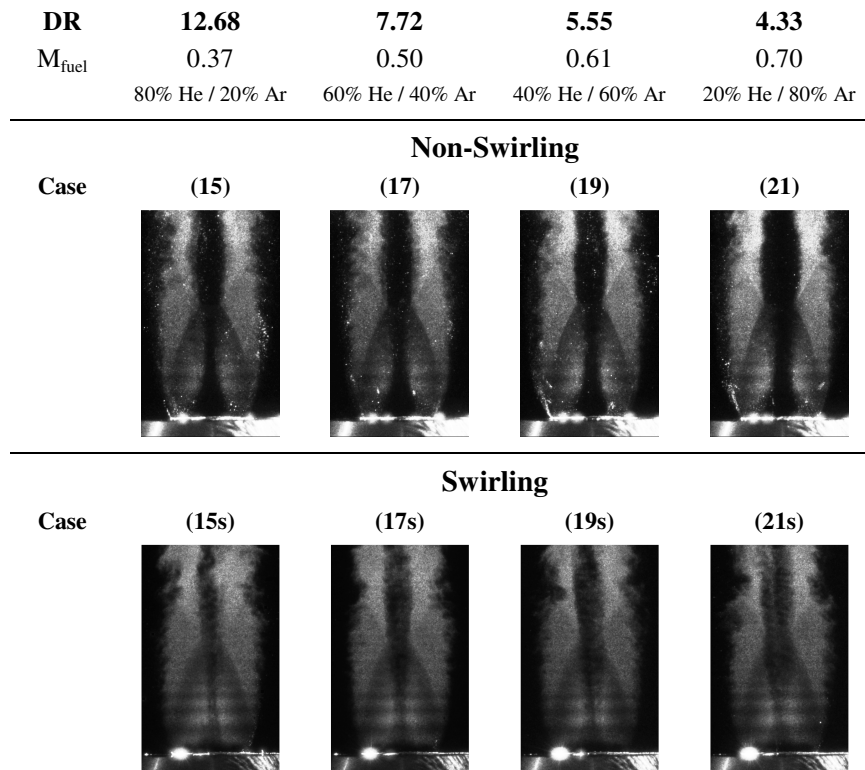 DR 12.68 7.72 5.55 4.33
M_fuel 0.37 0.50 0.61 0.70
80% He / 20% Ar 60% He / 40% Ar 40% He / 60% Ar 20% He / 80% Ar
Non-Swirling
Case (15) (17) (19) (21)
Swirling
Case (15s) (17s) (19s) (21s)